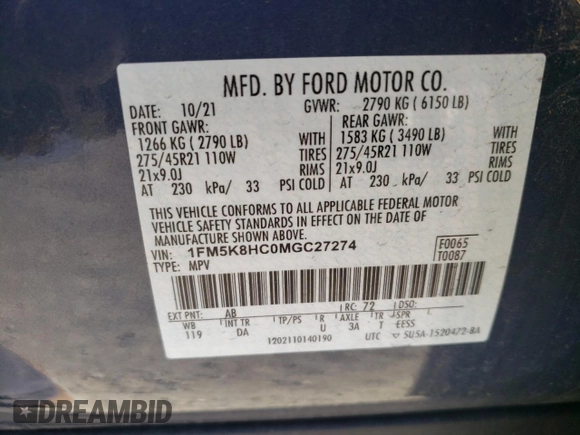 MFD. BY FORD MOTOR CO.
DATE: 10/21 GVWR: 2790 KG ( 6150 LB)
FRONT GAWR: REAR GAWR:
1266 KG ( 2790 LB) WITH 1583 KG ( 3490 LB) WITH
275/45R21 110W TIRES 275/45R21 110W TIRES
21x9.0J RIMS 21x9.0J RIMS
AT 230 kPa/ 33 PSI COLD AT 230 kPa/ 33 PSI COLD
THIS VEHICLE CONFORMS TO ALL APPLICABLE FEDERAL MOTOR
VEHICLE SAFETY STANDARDS IN EFFECT ON THE DATE OF
MANUFACTURE SHOWN ABOVE.
VIN: 1FM5K8HC0MGC27274 F0065
TYPE: MPV T0087
EXT PNT: AB RC: 72 DSO:
WB INT TR TP/PS R AXLE TR SPR
119 DA U 3A T EESS
1202110140190 UTC SU5A-1520472-BA
DREAMBID